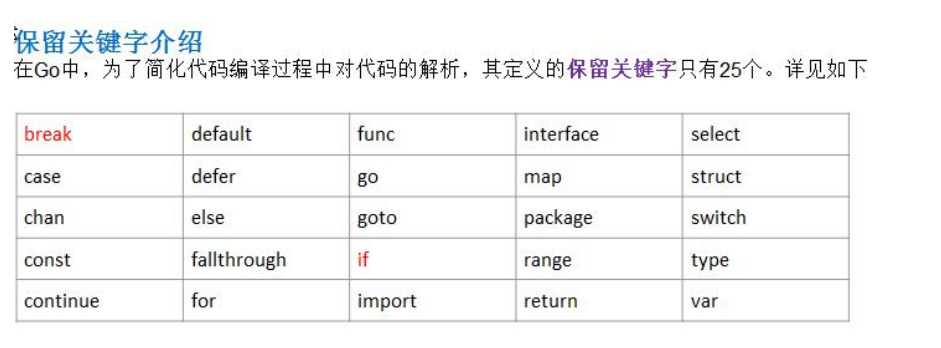 保留关键字介绍
在Go中，为了简化代码编译过程中对代码的解析，其定义的保留关键字只有25个。详见如下
break default func interface select
case defer go map struct
chan else goto package switch
const fallthrough if range type
continue for import return var